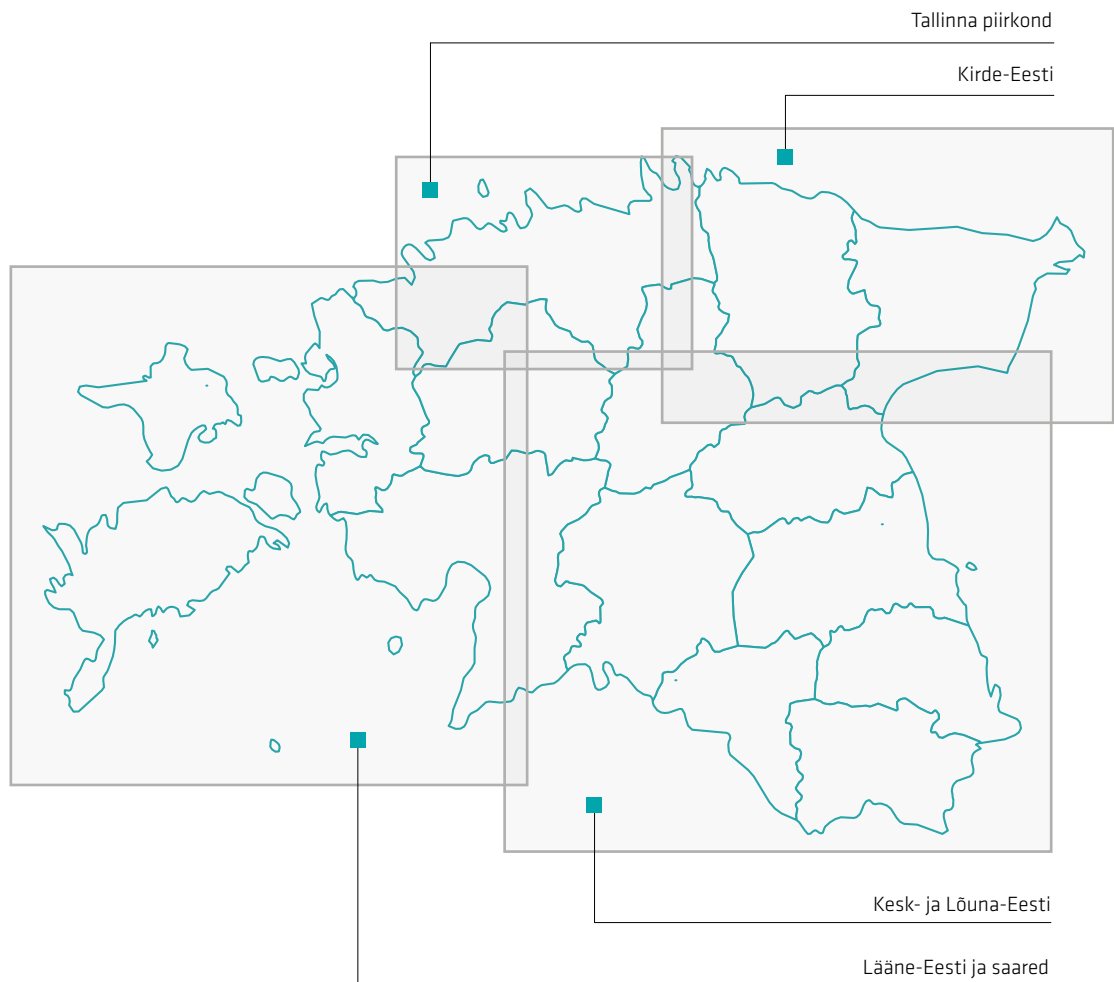 Tallinna piirkond
Kirde-Eesti
Kesk- ja Lõuna-Eesti
Lääne-Eesti ja saared